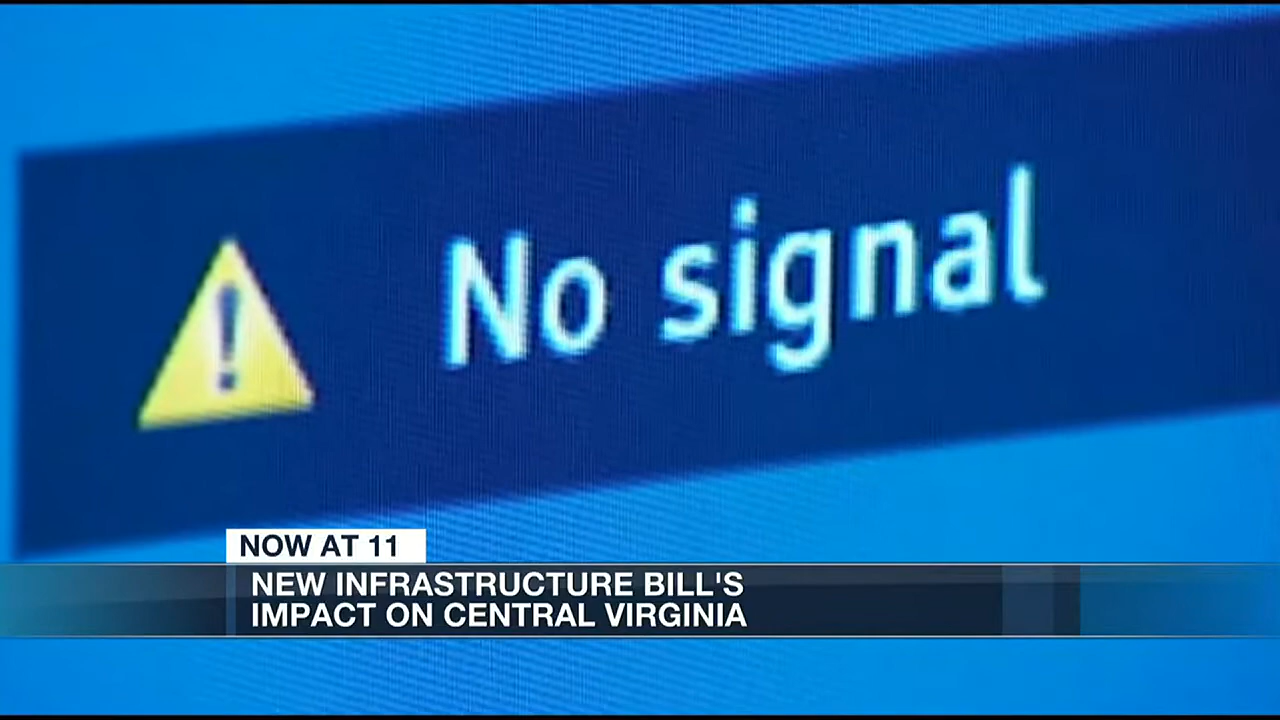 No signal
NOW AT 11
NEW INFRASTRUCTURE BILL'S
IMPACT ON CENTRAL VIRGINIA